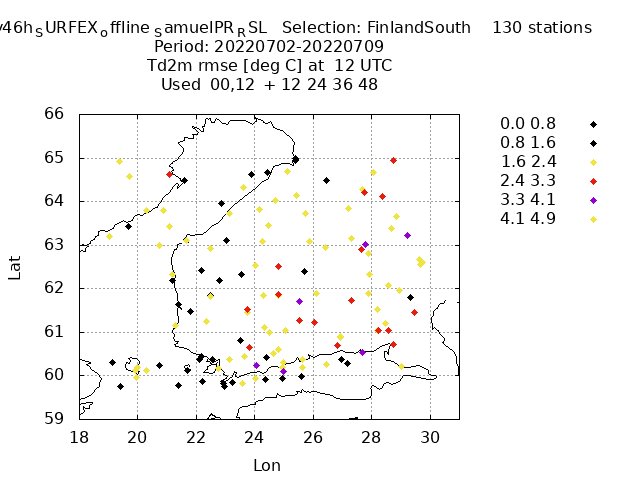 46h_SURFEX_offline_SamuelPR_RSL Selection: FinlandSouth 130 stations
Period: 20220702-20220709
Td2m rmse [deg C] at 12 UTC
Used 00,12 + 12 24 36 48
66
65
64
63
62
61
60
59
18 20 22 24 26 28 30
Lat
Lon
0.0 0.8
0.8 1.6
1.6 2.4
2.4 3.3
3.3 4.1
4.1 4.9